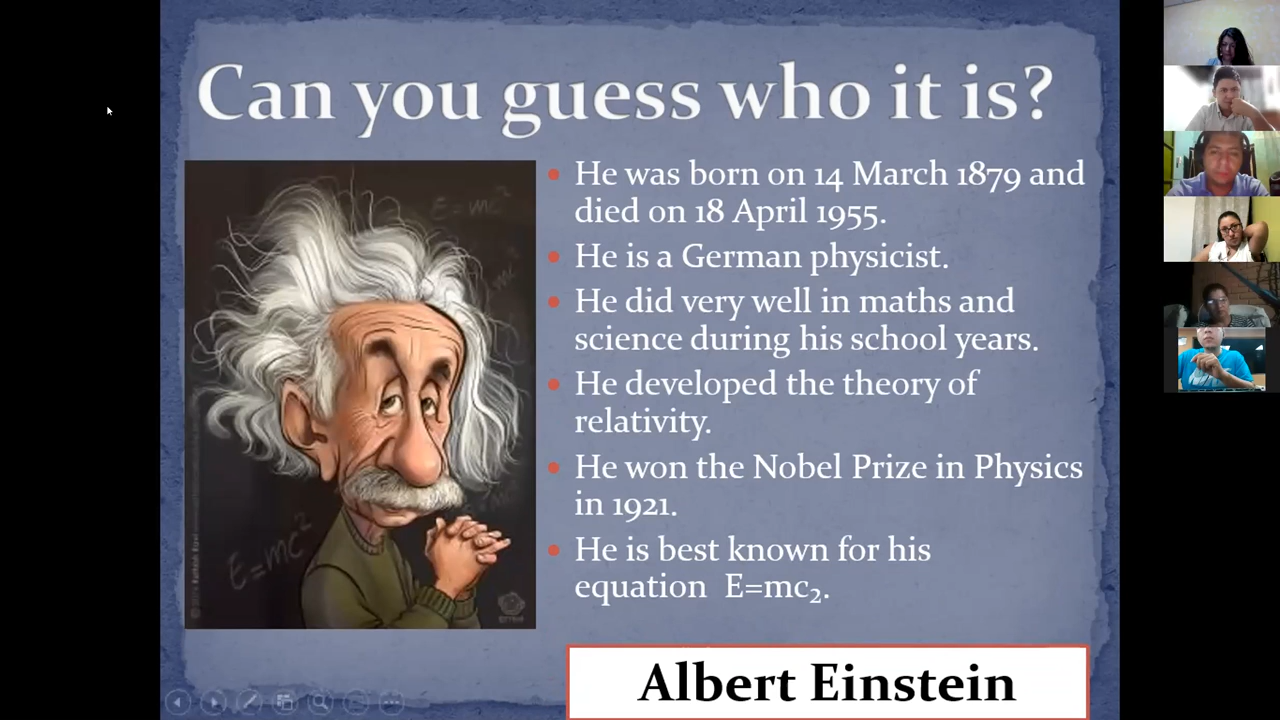 Can you guess who it is?
E=mc²
E=mc²
• He was born on 14 March 1879 and
died on 18 April 1955.
• He is a German physicist.
• He did very well in maths and
science during his school years.
• He developed the theory of
relativity.
• He won the Nobel Prize in Physics
in 1921.
• He is best known for his
equation E=mc₂.
Albert Einstein